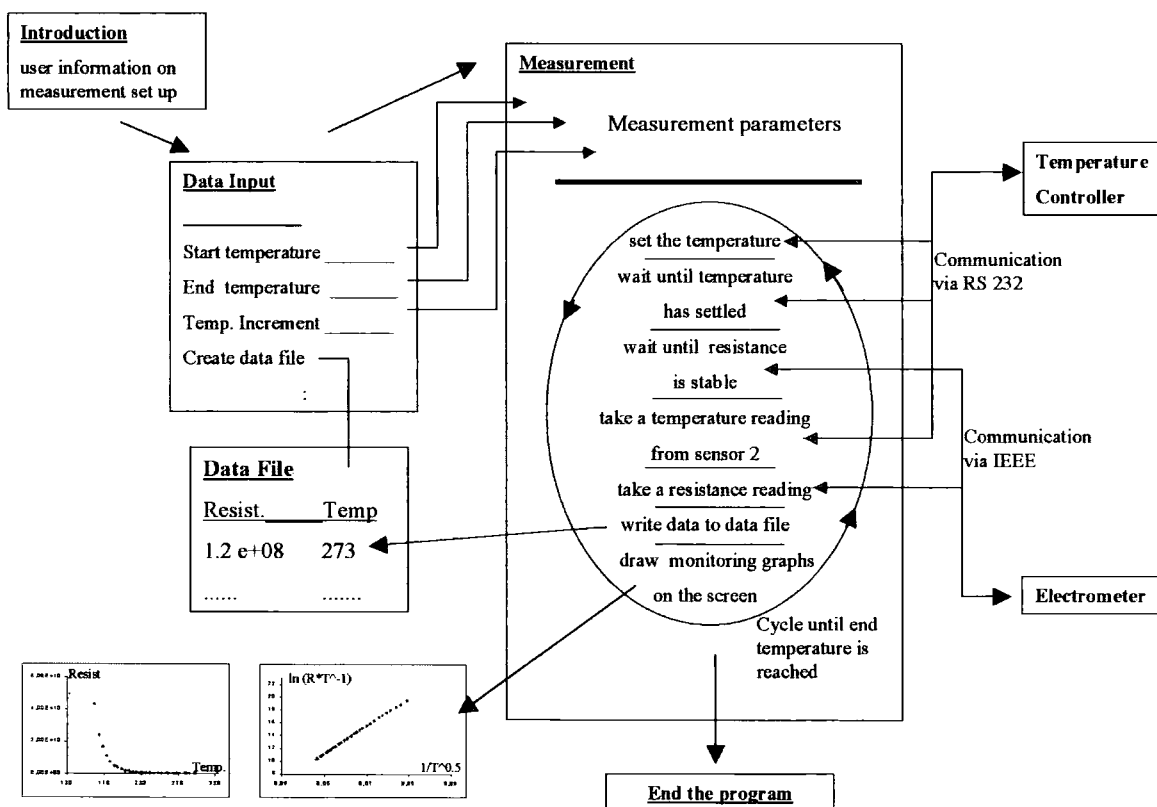 Introduction
user information on
measurement set up
Data Input
Start temperature
End temperature
Temp. Increment
Create data file
:
Data File
Resist. Temp
1.2 e+08 273
...... .......
Measurement
Measurement parameters
set the temperature
wait until temperature
has settled
wait until resistance
is stable
take a temperature reading
from sensor 2
take a resistance reading
write data to data file
draw monitoring graphs
on the screen
Cycle until end
temperature is
reached
Temperature
Controller
Communication
via RS 232
Communication
via IEEE
Electrometer
Resist
Temp.
ln (R*T^-1)
1/T^0.5
End the program